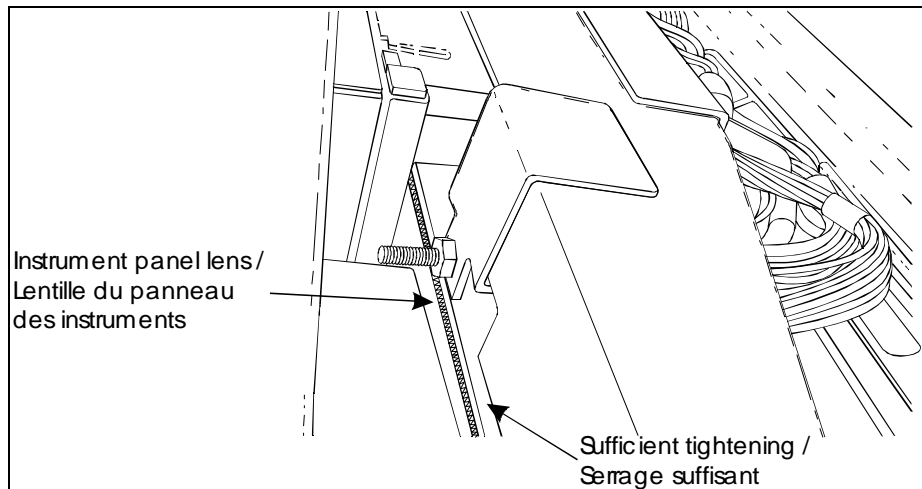 Instrument panel lens /
Lentille du panneau
des instruments
Sufficient tightening /
Serrage suffisant